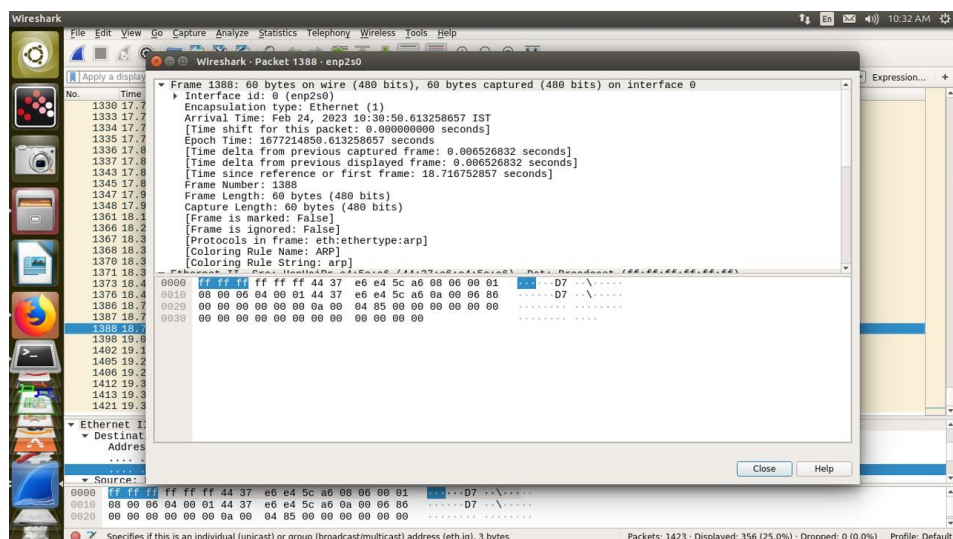 Wireshark
En
10:32 AM
File Edit View Go Capture Analyze Statistics Telephony Wireless Tools Help
Wireshark · Packet 1388 · enp2s0
Apply a display
Expression...
+
No. Time
Frame 1388: 60 bytes on wire (480 bits), 60 bytes captured (480 bits) on interface 0
Interface id: 0 (enp2s0)
Encapsulation type: Ethernet (1)
Arrival Time: Feb 24, 2023 10:30:50.613258657 IST
[Time shift for this packet: 0.000000000 seconds]
Epoch Time: 1677214850.613258657 seconds
[Time delta from previous captured frame: 0.006526832 seconds]
[Time delta from previous displayed frame: 0.006526832 seconds]
[Time since reference or first frame: 18.716752857 seconds]
Frame Number: 1388
Frame Length: 60 bytes (480 bits)
Capture Length: 60 bytes (480 bits)
[Frame is marked: False]
[Frame is ignored: False]
[Protocols in frame: eth:ethertype:arp]
[Coloring Rule Name: ARP]
[Coloring Rule String: arp]
0000 ff ff ff ff ff ff 44 37 e6 e4 5c a6 08 06 00 01 ······D7 ··\·····
0010 08 00 06 04 00 01 44 37 e6 e4 5c a6 0a 00 06 86 ······D7 ··\·····
0020 00 00 00 00 00 00 0a 00 04 85 00 00 00 00 00 00 ········ ········
0030 00 00 00 00 00 00 00 00 00 00 00 00 ········ ····
1330 17.7
1333 17.7
1334 17.7
1335 17.7
1336 17.8
1337 17.8
1343 17.8
1345 17.8
1347 17.9
1348 17.9
1361 18.1
1366 18.2
1367 18.3
1368 18.3
1370 18.3
1371 18.3
1373 18.4
1376 18.4
1386 18.7
1387 18.7
1388 18.7
1398 19.0
1402 19.1
1405 19.2
1406 19.2
1412 19.3
1413 19.3
1421 19.3
Close
Help
Ethernet I
Destinat
Addres
.... .
.... .
Source:
0000 ff ff ff ff ff ff 44 37 e6 e4 5c a6 08 06 00 01 ······D7 ··\·····
0010 08 00 06 04 00 01 44 37 e6 e4 5c a6 0a 00 06 86 ······D7 ··\·····
0020 00 00 00 00 00 00 0a 00 04 85 00 00 00 00 00 00 ········ ········
Specifies if this is an individual (unicast) or group (broadcast/multicast) address (eth.ig), 3 bytes
Packets: 1423 · Displayed: 356 (25.0%) · Dropped: 0 (0.0%)
Profile: Default